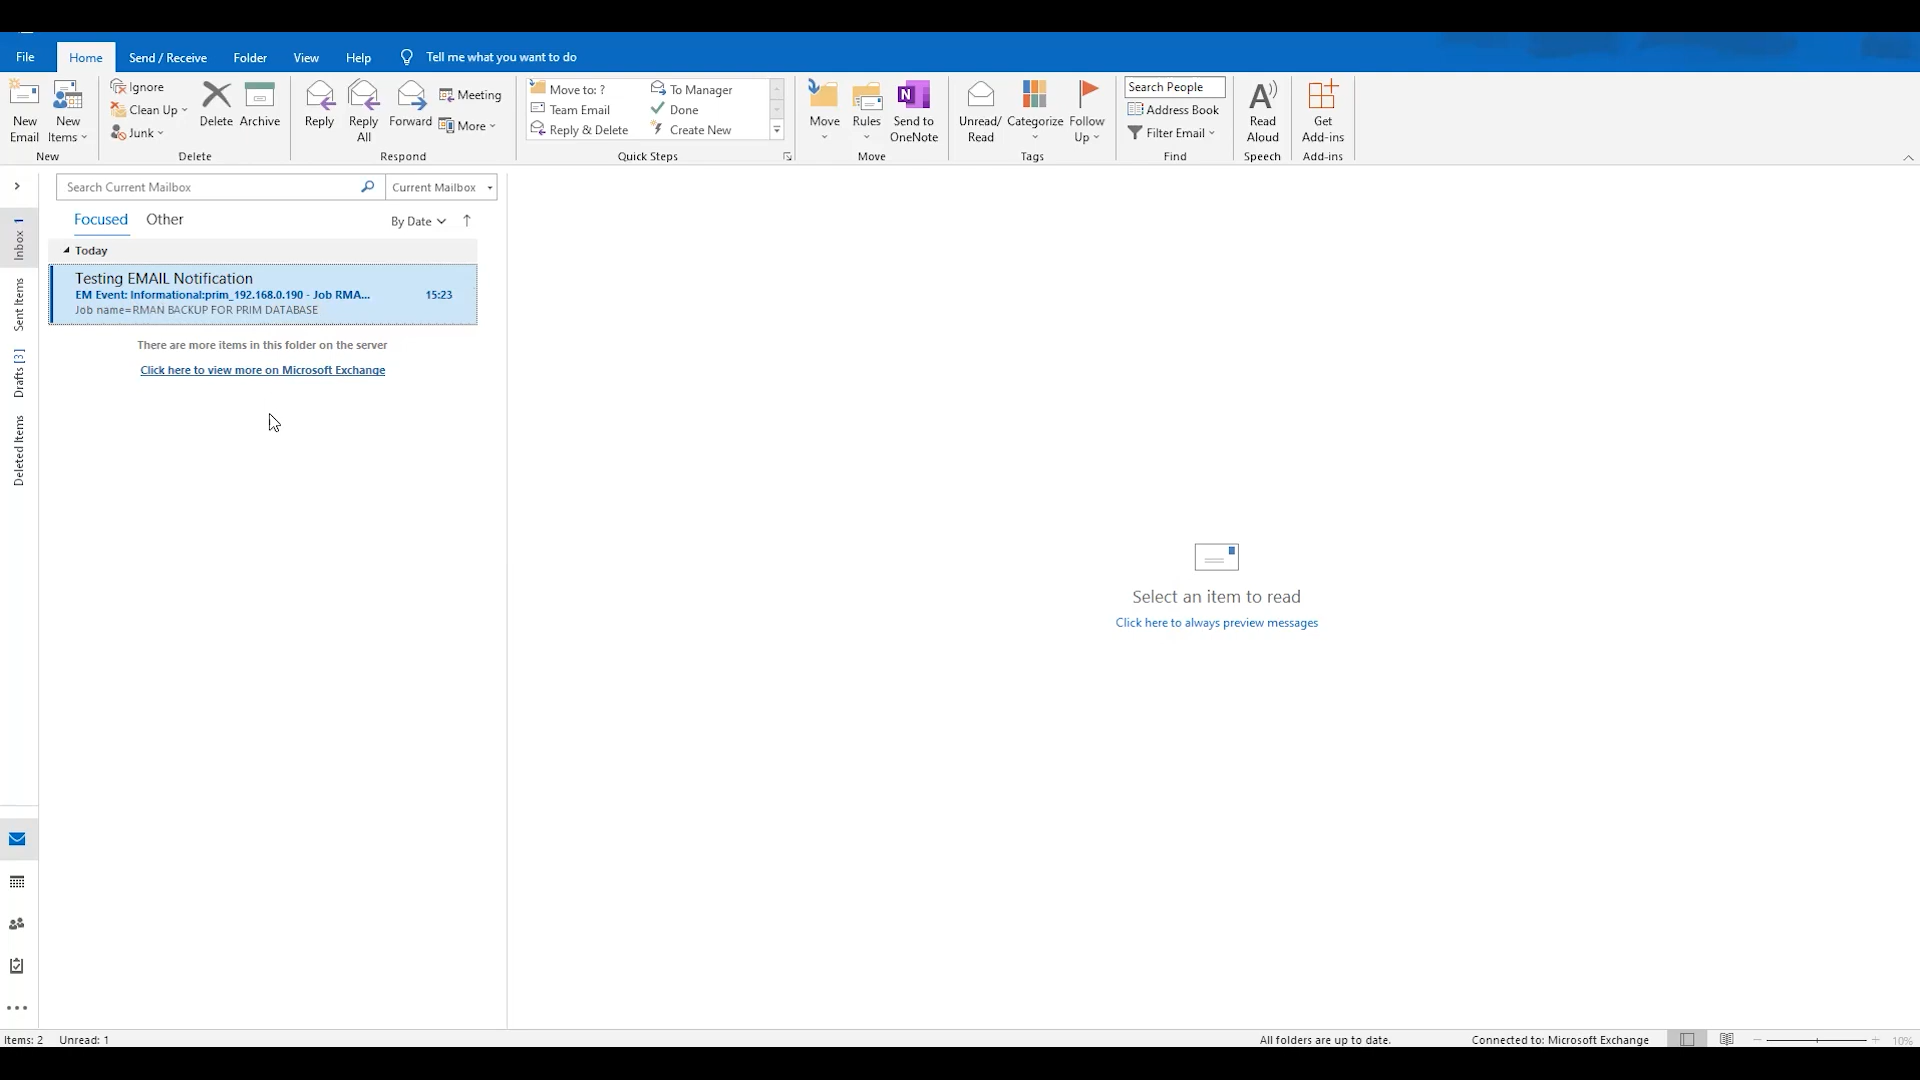 File Home Send / Receive Folder View Help Tell me what you want to do
New Email
New Items
Ignore
Clean Up
Junk
Delete
Archive
Reply
Reply All
Forward
Meeting
More
Move to: ?
Team Email
Reply & Delete
To Manager
Done
Create New
Move
Rules
Send to OneNote
Unread/ Read
Categorize
Follow Up
Search People
Address Book
Filter Email
Read Aloud
Get Add-ins
New Delete Respond Quick Steps Move Tags Find Speech Add-ins
Search Current Mailbox Current Mailbox
Focused Other By Date
Today
Testing EMAIL Notification
EM Event: Informational:prim_192.168.0.190 - Job RMA... 15:23
Job name=RMAN BACKUP FOR PRIM DATABASE
There are more items in this folder on the server
Click here to view more on Microsoft Exchange
Inbox 1
Sent Items
Drafts [3]
Deleted Items
Select an item to read
Click here to always preview messages
Items: 2 Unread: 1 All folders are up to date. Connected to: Microsoft Exchange 10%